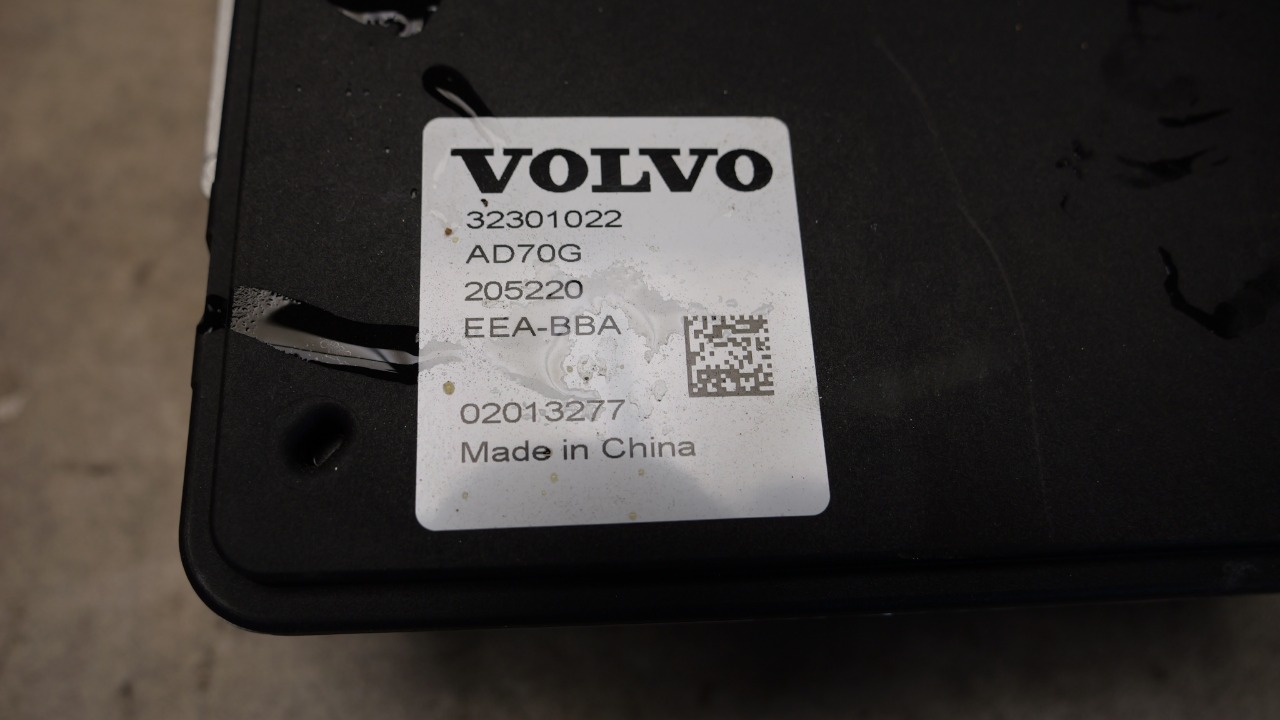 VOLVO
32301022
AD70G
205220
EEA-BBA
02013277
Made in China